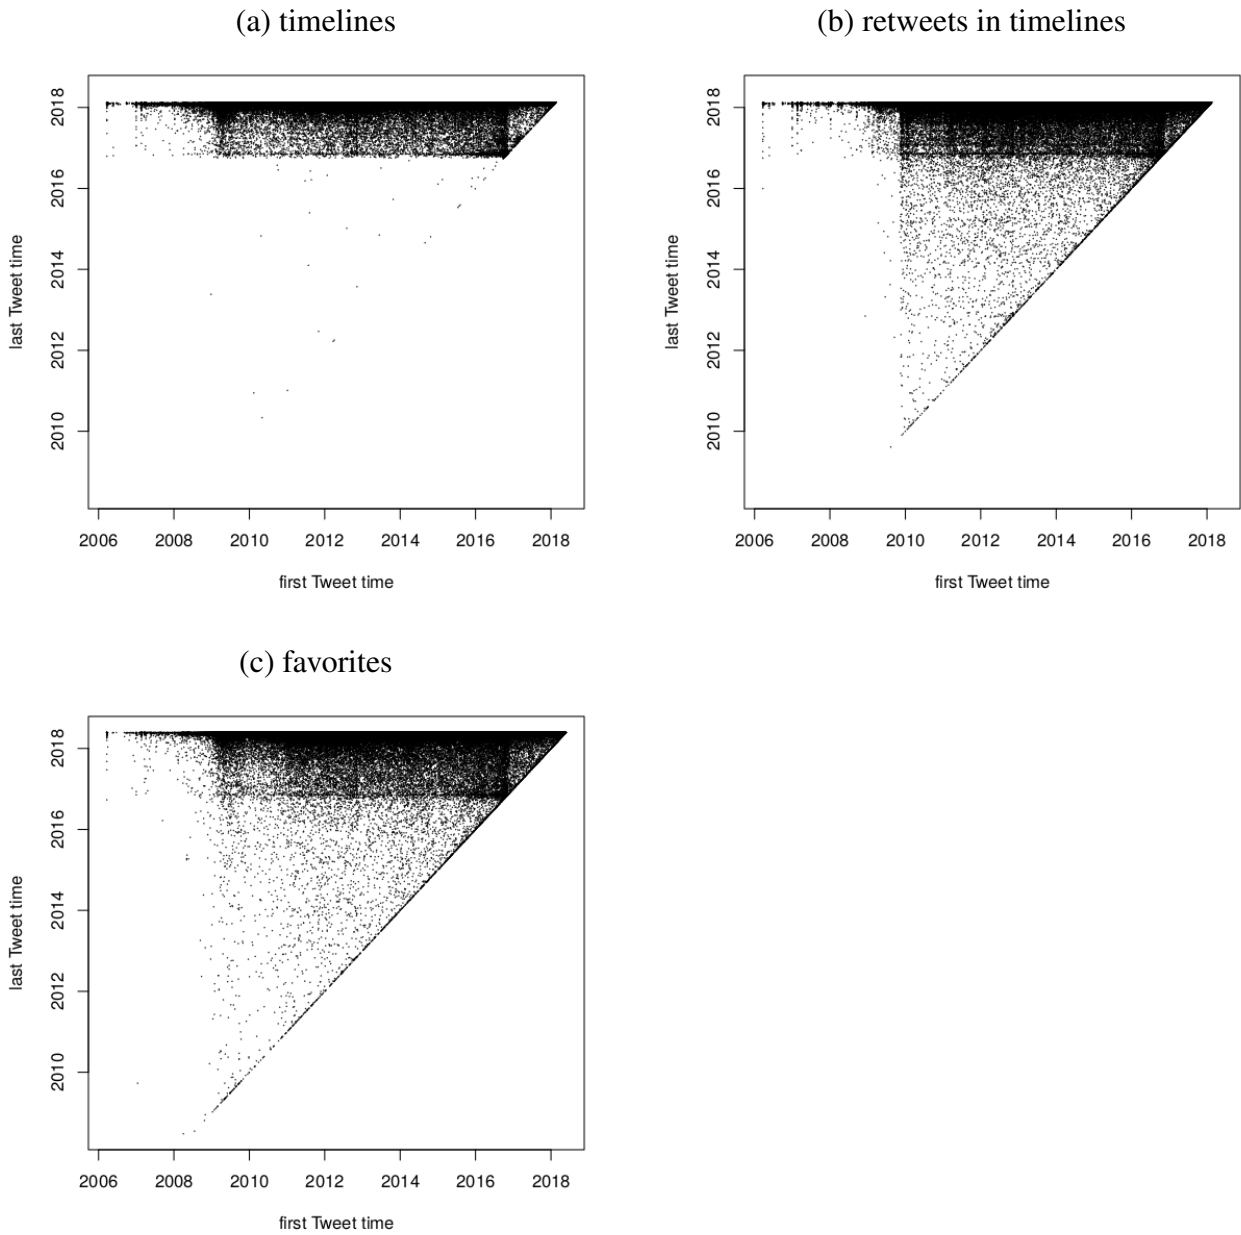 (a) timelines
(b) retweets in timelines
last Tweet time
2018
2016
2014
2012
2010
2006 2008 2010 2012 2014 2016 2018
first Tweet time
last Tweet time
2018
2016
2014
2012
2010
2006 2008 2010 2012 2014 2016 2018
first Tweet time
(c) favorites
last Tweet time
2018
2016
2014
2012
2010
2006 2008 2010 2012 2014 2016 2018
first Tweet time